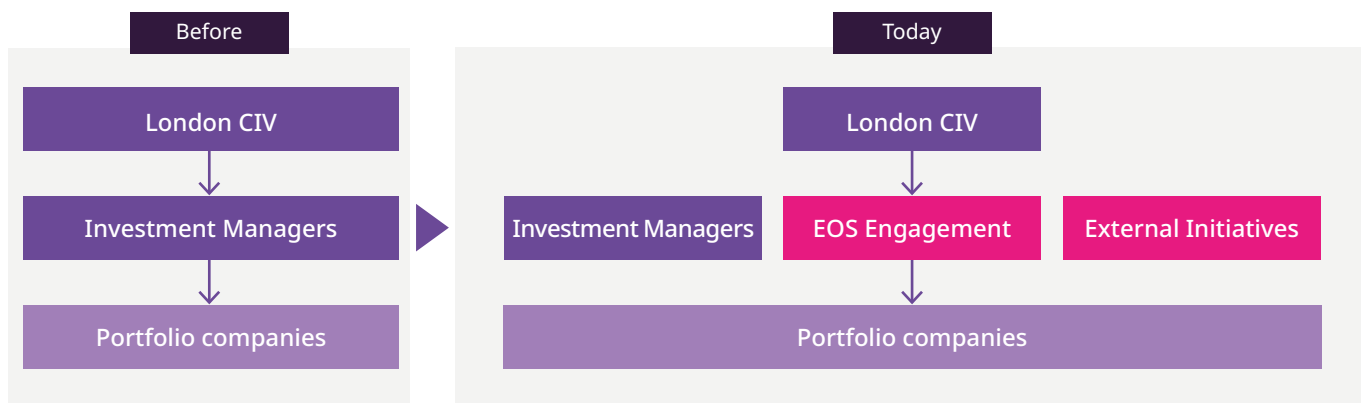 Before
London CIV
Investment Managers
Portfolio companies
Today
London CIV
Investment Managers
EOS Engagement
External Initiatives
Portfolio companies